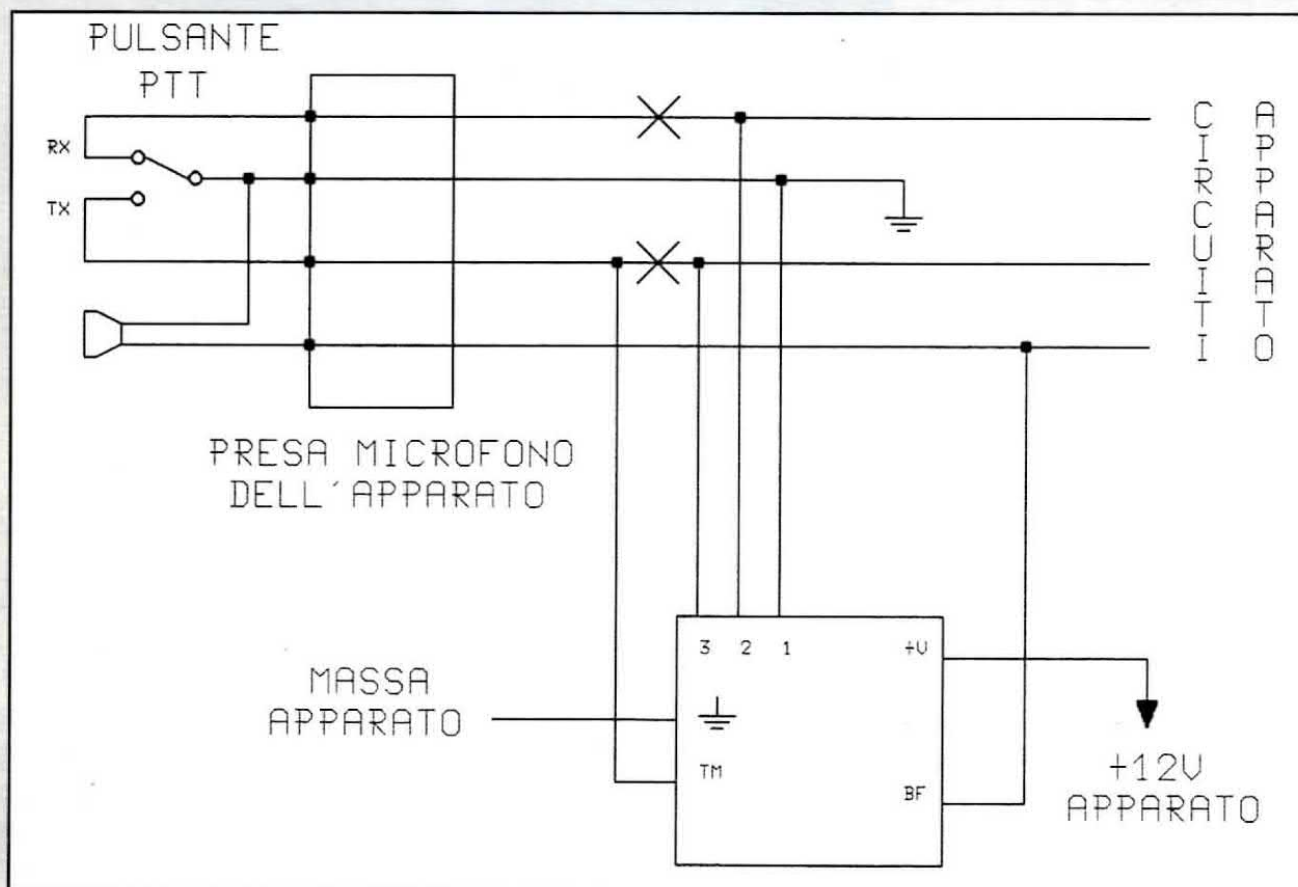 PULSANTE
PTT
RX
TX
CIRCUITI
APPARATO
PRESA MICROFONO
DELL'APPARATO
3 2 1 +V
MASSA
APPARATO
TM
BF
+12V
APPARATO